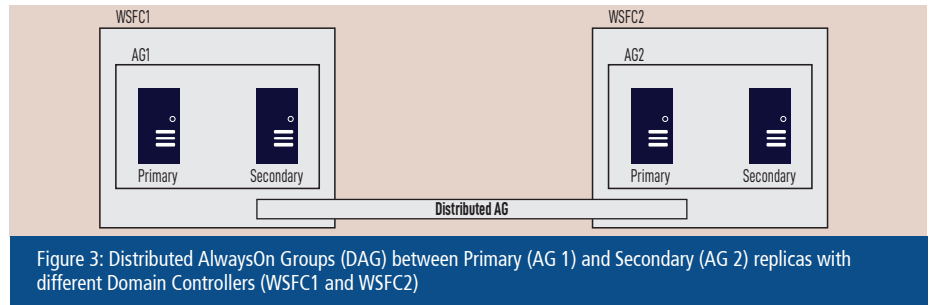 WSFC1
WSFC2
AG1
AG2
Primary
Secondary
Primary
Secondary
Distributed AG
Figure 3: Distributed AlwaysOn Groups (DAG) between Primary (AG 1) and Secondary (AG 2) replicas with
different Domain Controllers (WSFC1 and WSFC2)